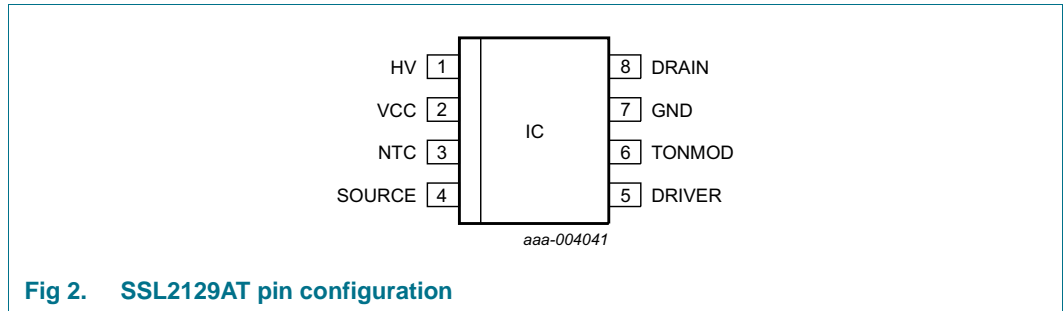 HV 1
VCC 2
NTC 3
SOURCE 4
IC
8 DRAIN
7 GND
6 TONMOD
5 DRIVER
aaa-004041
Fig 2. SSL2129AT pin configuration